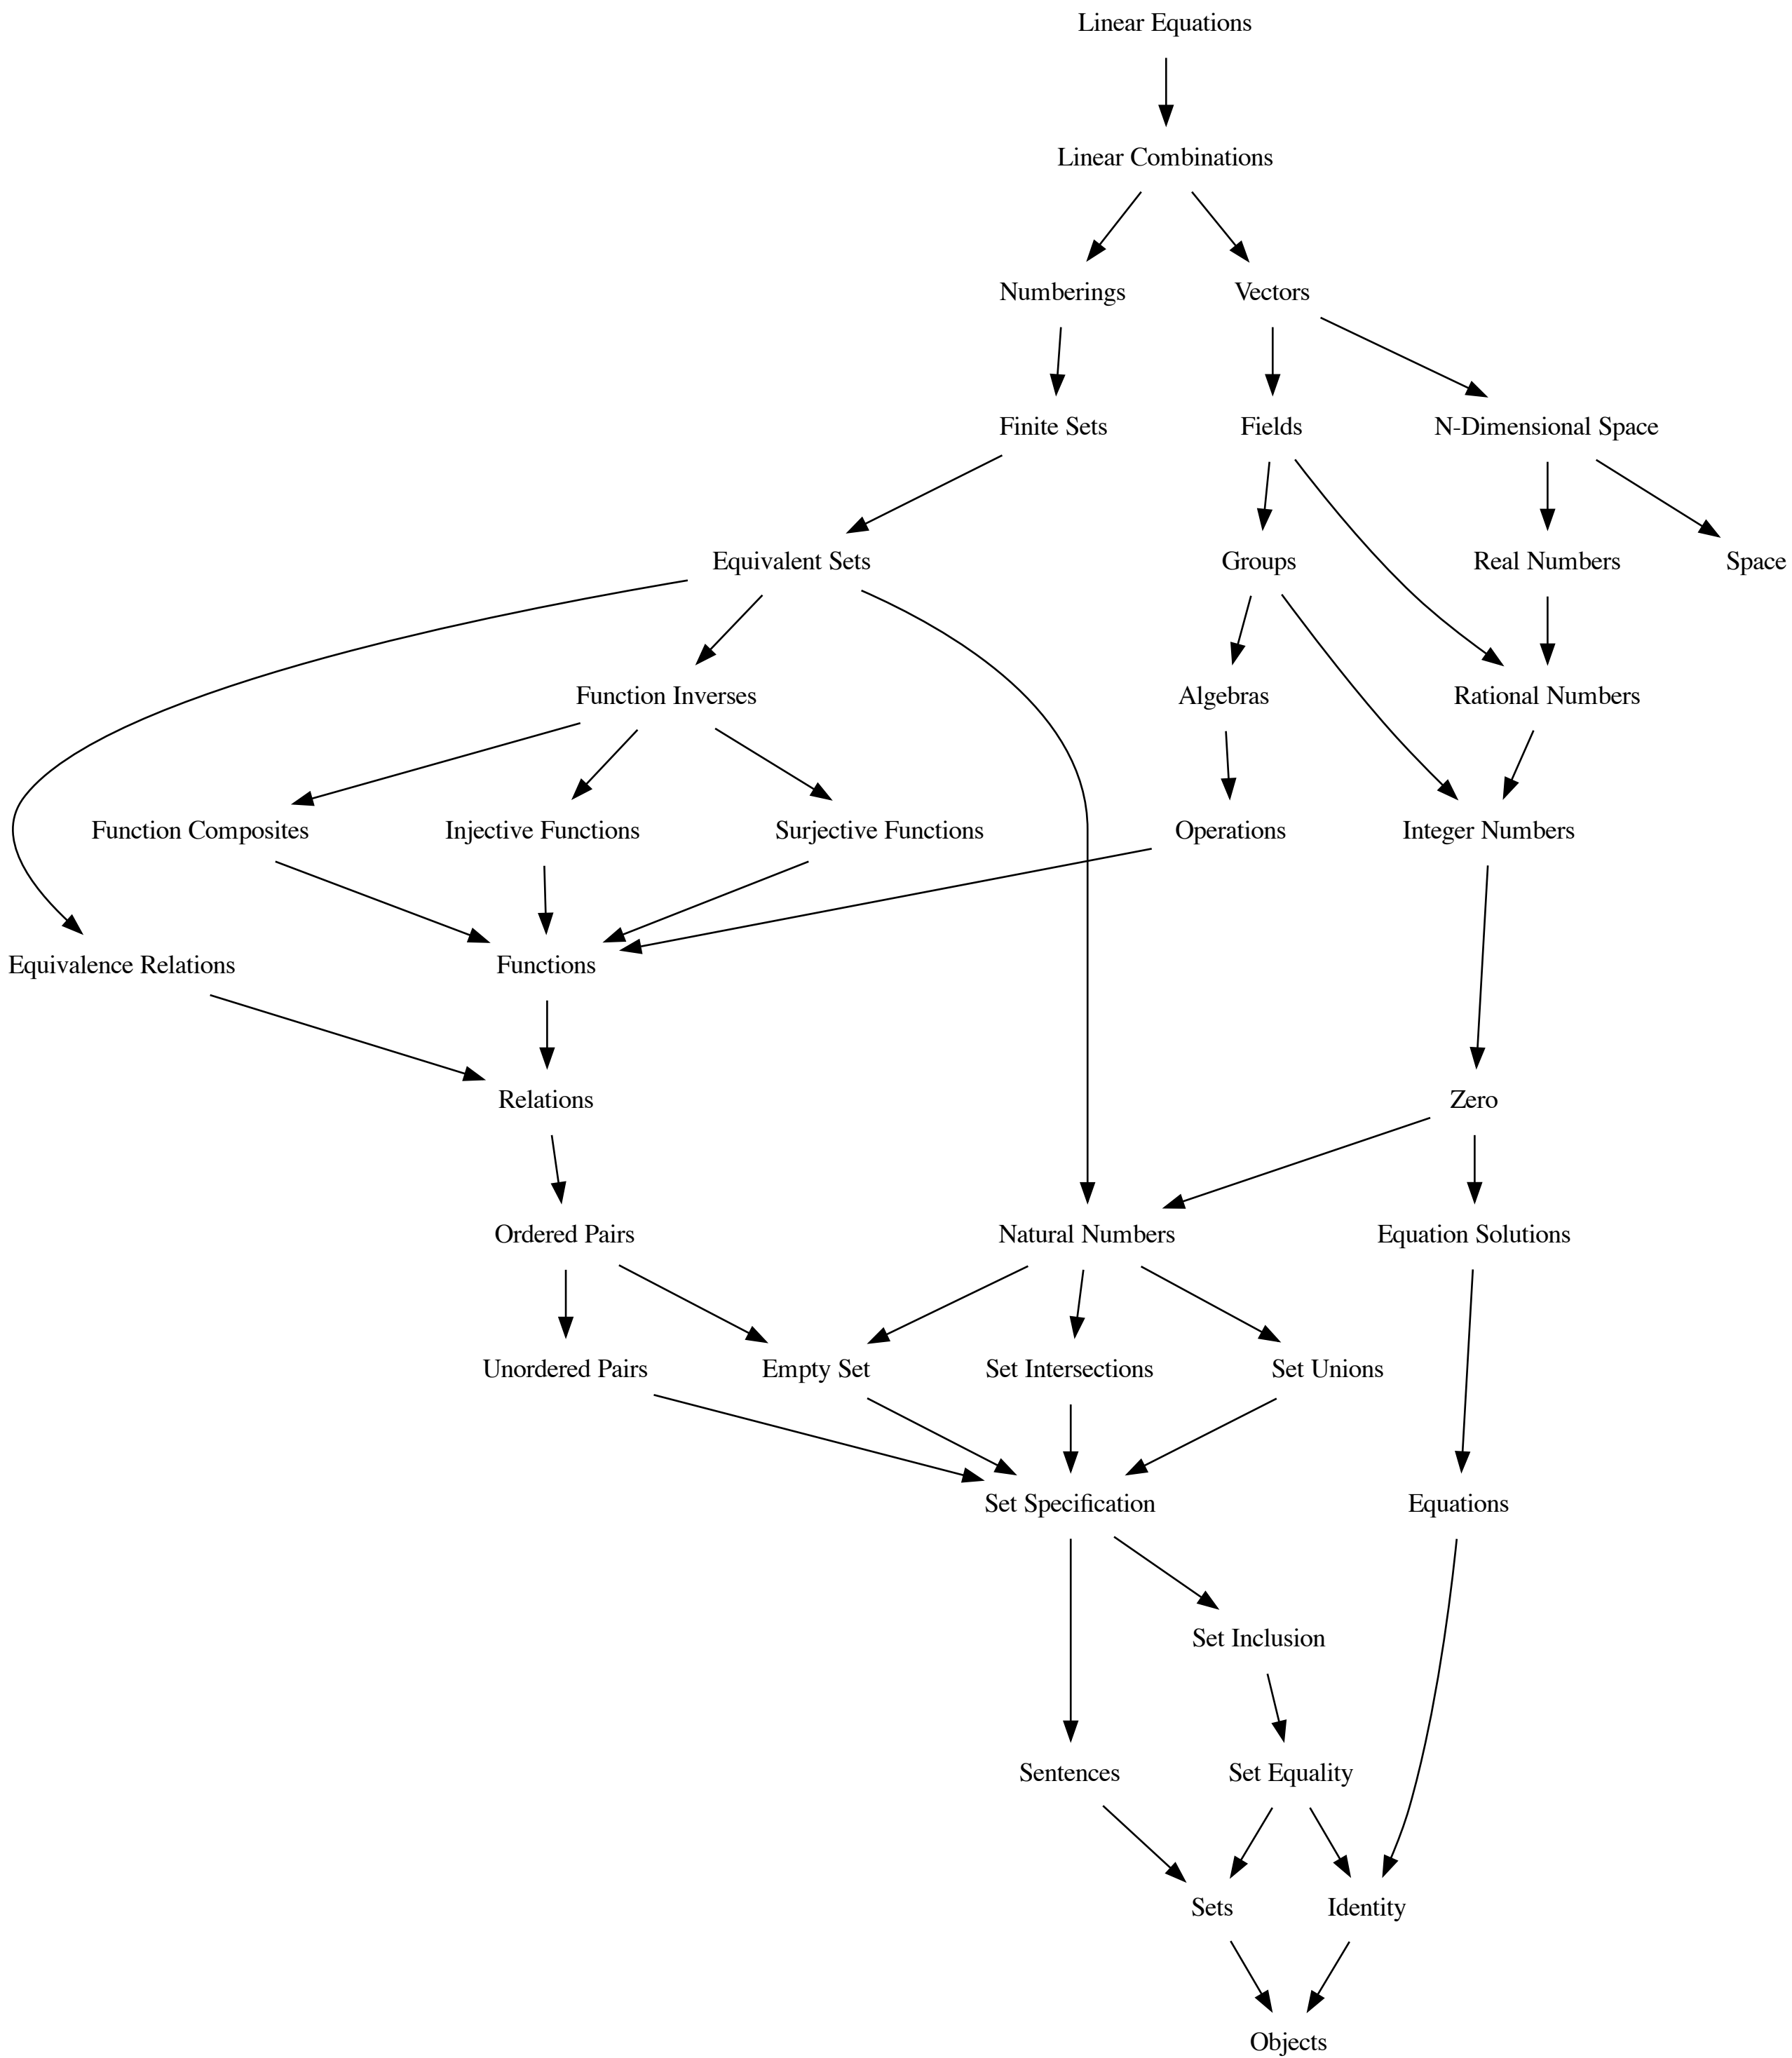 Linear Equations
Linear Combinations
Numberings
Vectors
Finite Sets
Fields
N-Dimensional Space
Equivalent Sets
Groups
Real Numbers
Space
Function Inverses
Algebras
Rational Numbers
Function Composites
Injective Functions
Surjective Functions
Operations
Integer Numbers
Equivalence Relations
Functions
Relations
Zero
Ordered Pairs
Natural Numbers
Equation Solutions
Unordered Pairs
Empty Set
Set Intersections
Set Unions
Set Specification
Equations
Set Inclusion
Sentences
Set Equality
Sets
Identity
Objects